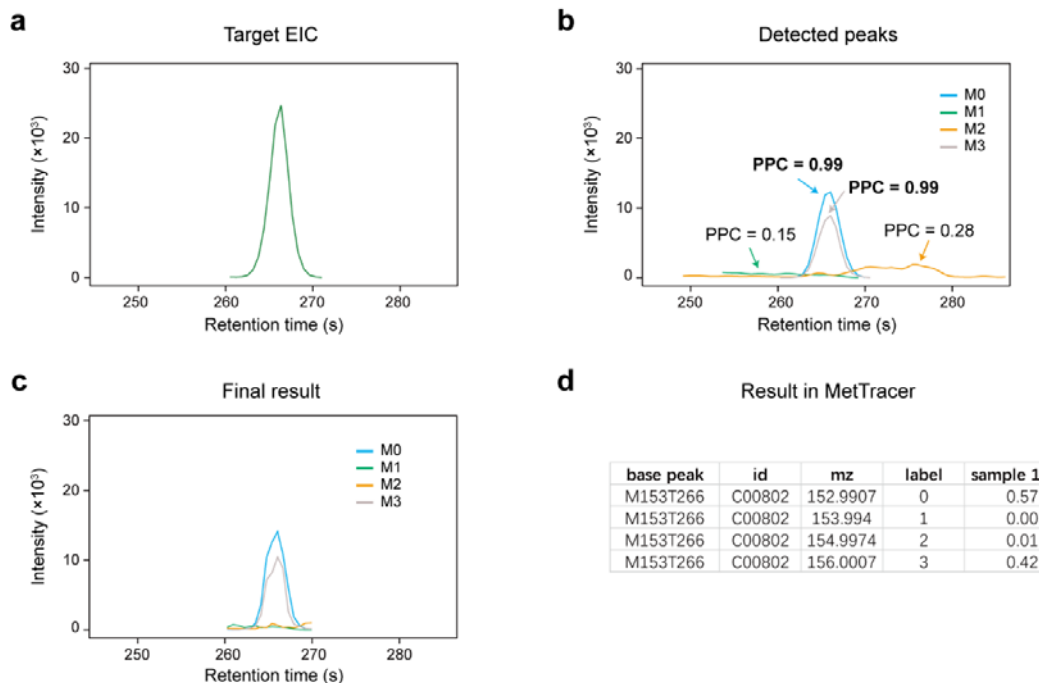 a
Target EIC
30
20
10
0
Intensity (×10³)
250 260 270 280
Retention time (s)
b
Detected peaks
30
20
10
0
Intensity (×10³)
M0
M1
M2
M3
PPC = 0.99
PPC = 0.99
PPC = 0.15
PPC = 0.28
250 260 270 280
Retention time (s)
c
Final result
30
20
10
0
Intensity (×10³)
M0
M1
M2
M3
250 260 270 280
Retention time (s)
d
Result in MetTracer
base peak id mz label sample 1
M153T266 C00802 152.9907 0 0.57
M153T266 C00802 153.994 1 0.00
M153T266 C00802 154.9974 2 0.01
M153T266 C00802 156.0007 3 0.42